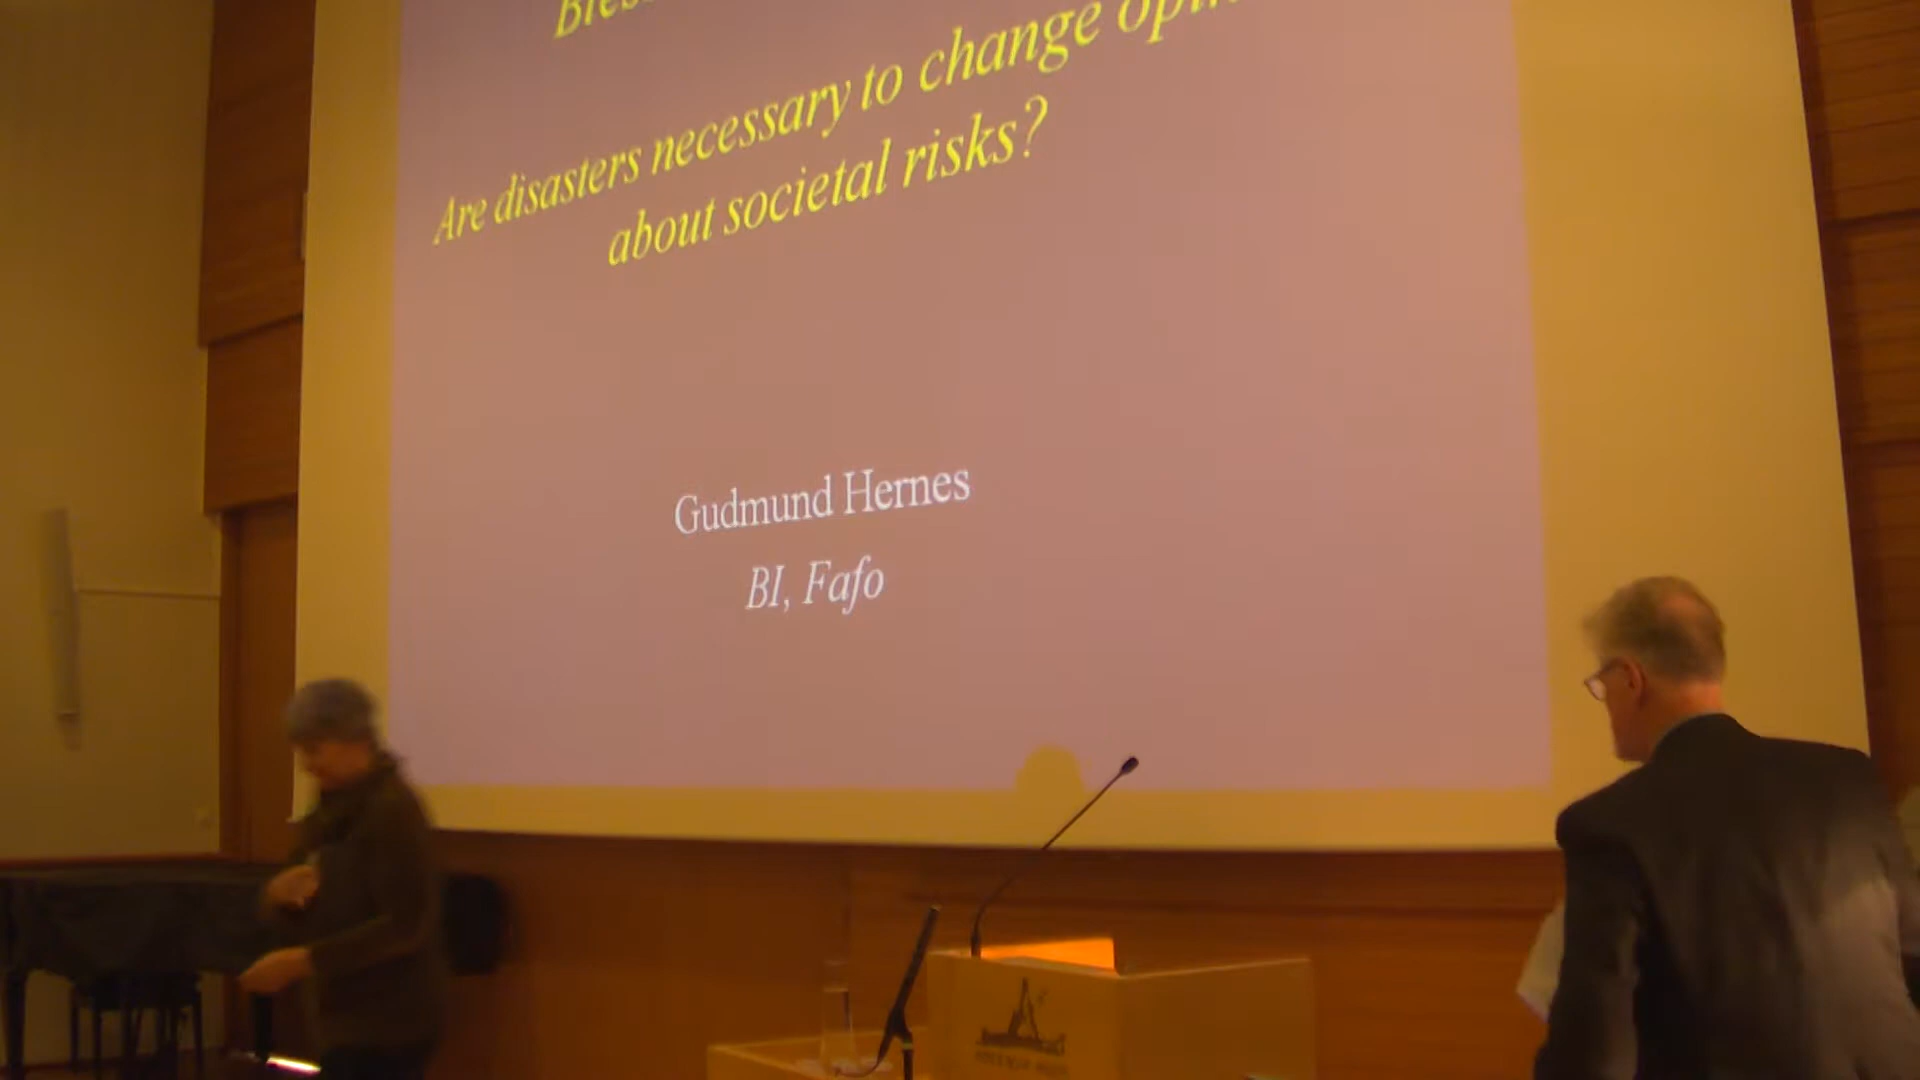 Are disasters necessary to change
about societal risks?
Gudmund Hernes
BI, Fafo